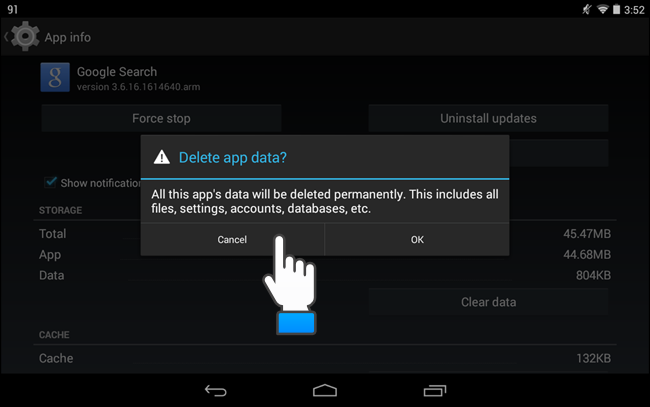 91 3:52
App info
Google Search
version 3.6.16.1614640.arm
Force stop Uninstall updates
Delete app data?
Show notification
All this app's data will be deleted permanently. This includes all
files, settings, accounts, databases, etc.
Cancel OK
STORAGE
Total 45.47MB
App 44.68MB
Data 804KB
Clear data
CACHE
Cache 132KB